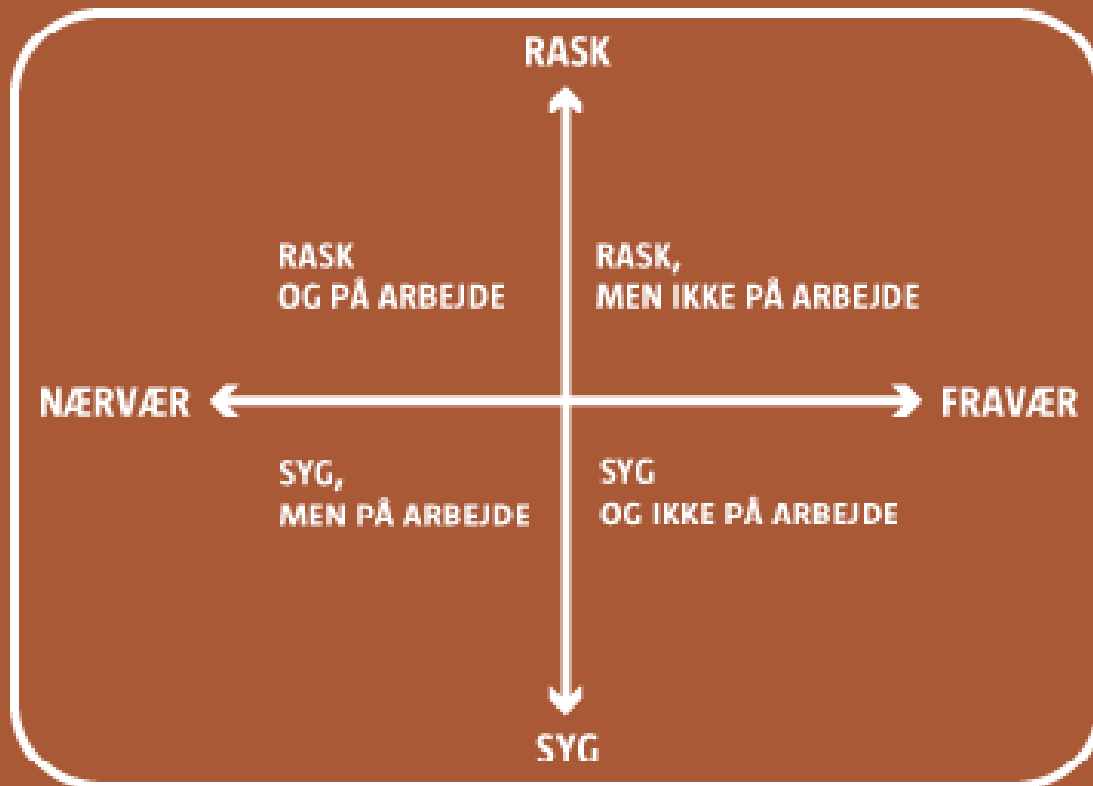 RASK
RASK
OG PÅ ARBEJDE
RASK,
MEN IKKE PÅ ARBEJDE
NÆRVÆR
FRAVÆR
SYG,
MEN PÅ ARBEJDE
SYG
OG IKKE PÅ ARBEJDE
SYG